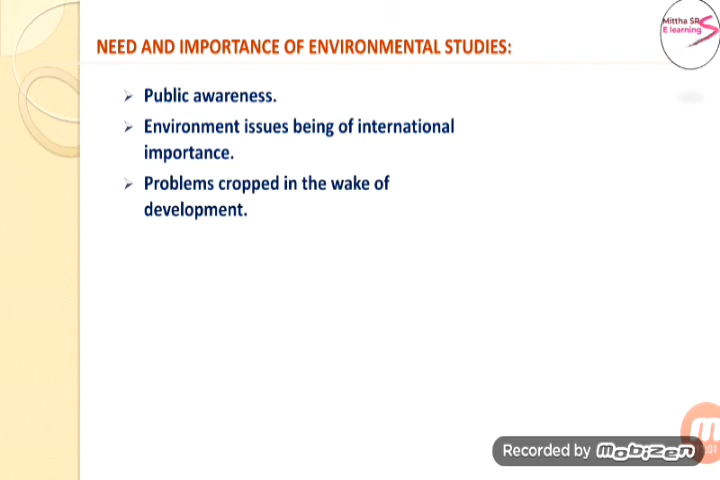 Mittha SR
E learning
NEED AND IMPORTANCE OF ENVIRONMENTAL STUDIES:
Public awareness.
Environment issues being of international
importance.
Problems cropped in the wake of
development.
Recorded by mobizen